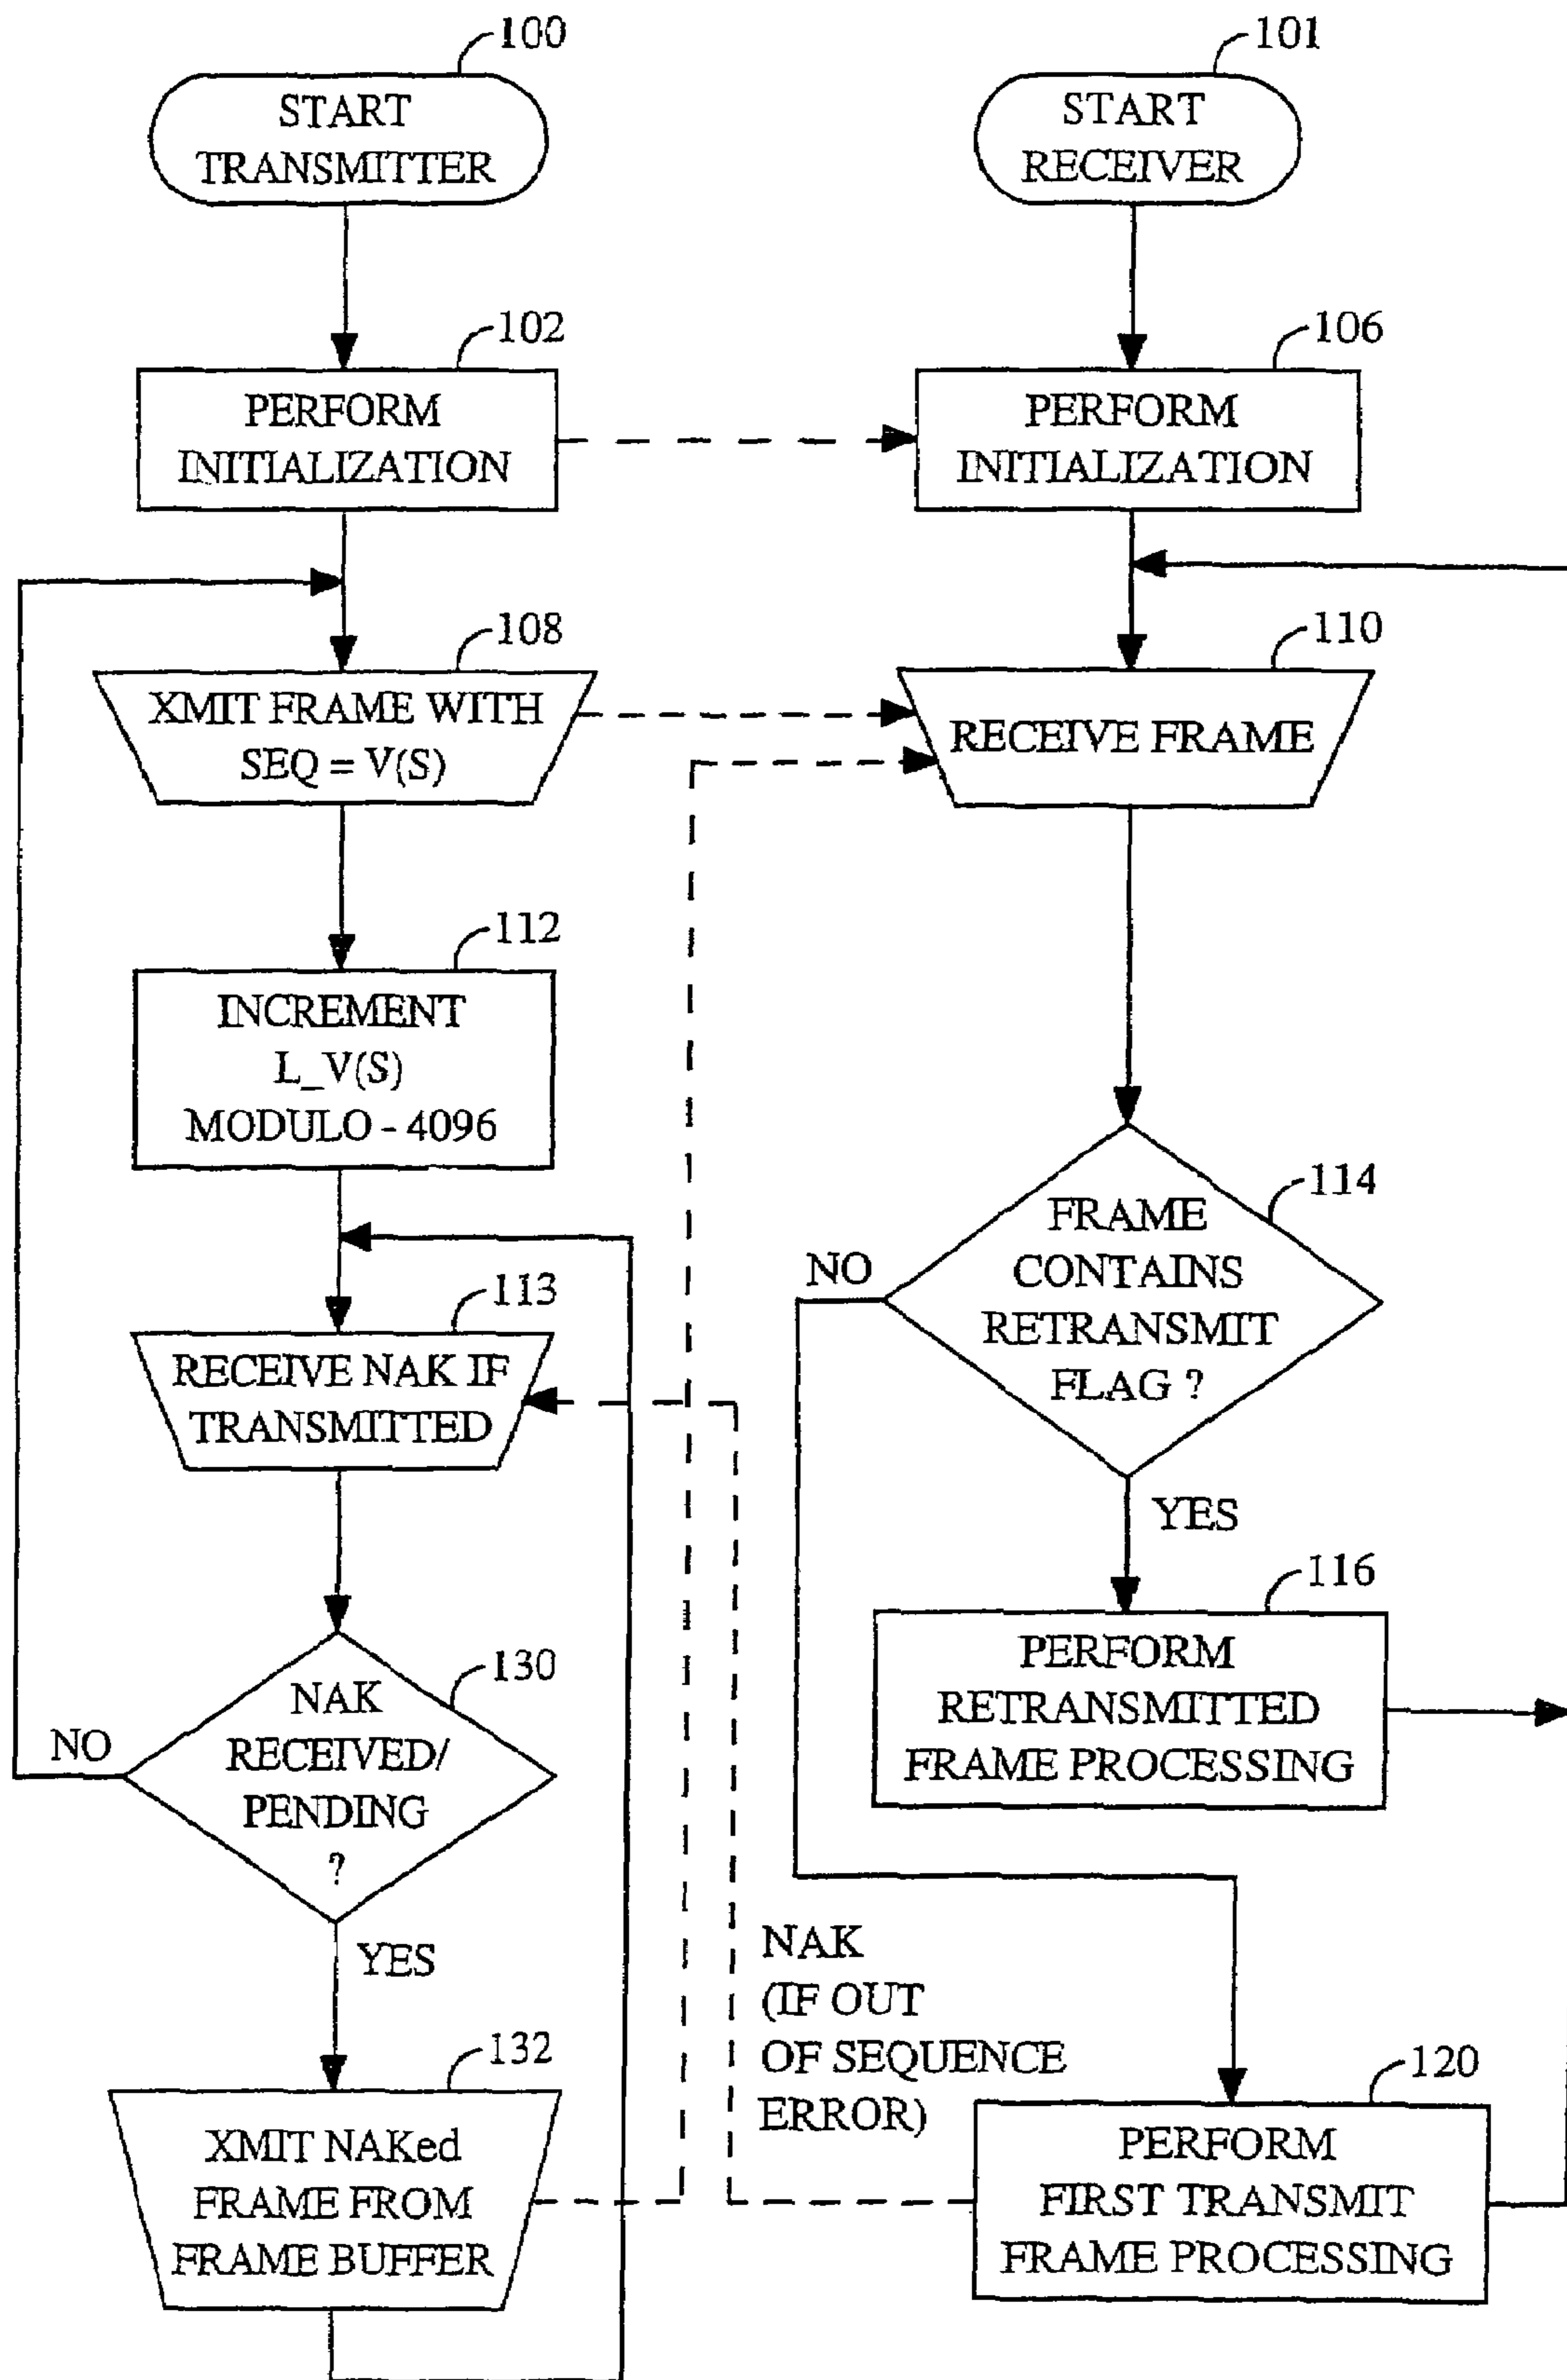 100
START
TRANSMITTER
101
START
RECEIVER
102
PERFORM
INITIALIZATION
106
PERFORM
INITIALIZATION
108
XMIT FRAME WITH
SEQ = V(S)
110
RECEIVE FRAME
112
INCREMENT
L_V(S)
MODULO - 4096
114
FRAME
CONTAINS
RETRANSMIT
FLAG ?
NO
YES
113
RECEIVE NAK IF
TRANSMITTED
116
PERFORM
RETRANSMITTED
FRAME PROCESSING
130
NAK
RECEIVED/
PENDING
?
NO
YES
NAK
(IF OUT
OF SEQUENCE
ERROR)
132
XMIT NAKed
FRAME FROM
FRAME BUFFER
120
PERFORM
FIRST TRANSMIT
FRAME PROCESSING